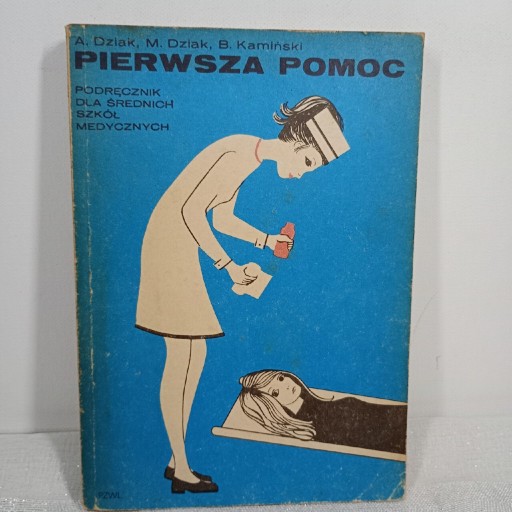 A. Dziak, M. Dziak, B. Kamiński
PIERWSZA POMOC
PODRĘCZNIK
DLA ŚREDNICH
SZKÓŁ
MEDYCZNYCH
PZWL